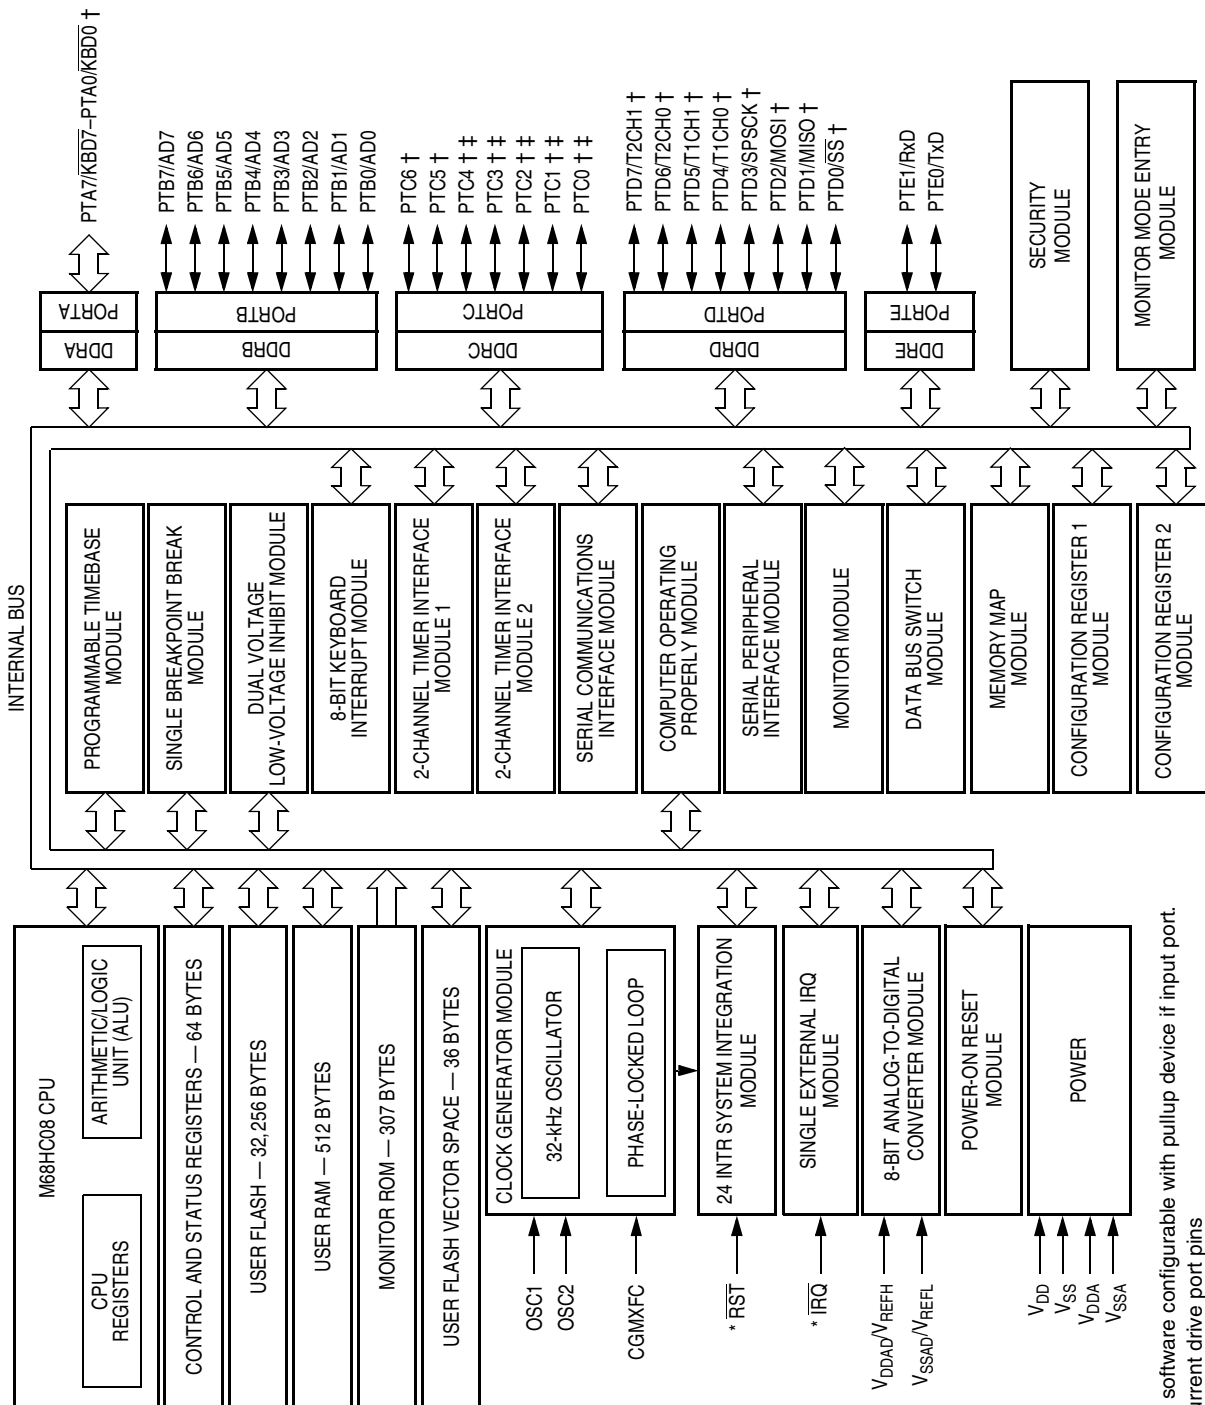 INTERNAL BUS
M68HC08 CPU
CPU
REGISTERS
ARITHMETIC/LOGIC
UNIT (ALU)
CONTROL AND STATUS REGISTERS — 64 BYTES
USER FLASH — 32,256 BYTES
USER RAM — 512 BYTES
MONITOR ROM — 307 BYTES
USER FLASH VECTOR SPACE — 36 BYTES
CLOCK GENERATOR MODULE
32-kHz OSCILLATOR
PHASE-LOCKED LOOP
OSC1
OSC2
CGMXFC
24 INTR SYSTEM INTEGRATION
MODULE
* RST
SINGLE EXTERNAL IRQ
MODULE
* IRQ
8-BIT ANALOG-TO-DIGITAL
CONVERTER MODULE
VDDAD/VREFH
VSSAD/VREFL
POWER-ON RESET
MODULE
POWER
VDD
VSS
VDDA
VSSA
PROGRAMMABLE TIMEBASE
MODULE
SINGLE BREAKPOINT BREAK
MODULE
DUAL VOLTAGE
LOW-VOLTAGE INHIBIT MODULE
8-BIT KEYBOARD
INTERRUPT MODULE
2-CHANNEL TIMER INTERFACE
MODULE 1
2-CHANNEL TIMER INTERFACE
MODULE 2
SERIAL COMMUNICATIONS
INTERFACE MODULE
COMPUTER OPERATING
PROPERLY MODULE
SERIAL PERIPHERAL
INTERFACE MODULE
MONITOR MODULE
DATA BUS SWITCH
MODULE
MEMORY MAP
MODULE
CONFIGURATION REGISTER 1
MODULE
CONFIGURATION REGISTER 2
MODULE
DDRA
PORTA
PTA7/KBD7–PTA0/KBD0 †
DDRB
PORTB
PTB7/AD7
PTB6/AD6
PTB5/AD5
PTB4/AD4
PTB3/AD3
PTB2/AD2
PTB1/AD1
PTB0/AD0
DDRC
PORTC
PTC6 †
PTC5 †
PTC4 † ‡
PTC3 † ‡
PTC2 † ‡
PTC1 † ‡
PTC0 † ‡
DDRD
PORTD
PTD7/T2CH1 †
PTD6/T2CH0 †
PTD5/T1CH1 †
PTD4/T1CH0 †
PTD3/SPSCK †
PTD2/MOSI †
PTD1/MISO †
PTD0/SS †
DDRE
PORTE
PTE1/RxD
PTE0/TxD
SECURITY
MODULE
MONITOR MODE ENTRY
MODULE
software configurable with pullup device if input port.
urrent drive port pins